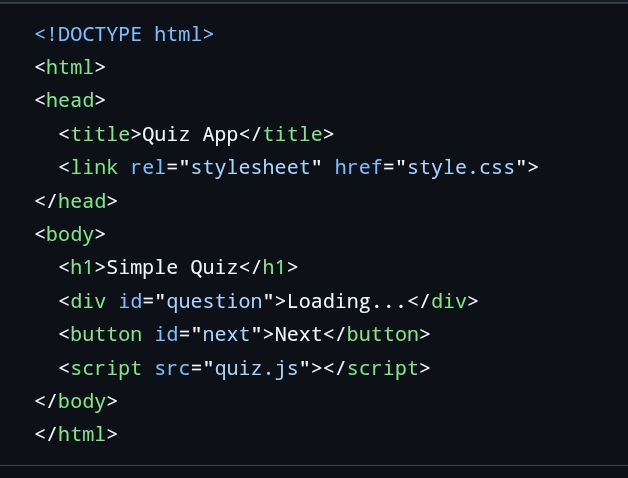 <!DOCTYPE html>
<html>
<head>
  <title>Quiz App</title>
  <link rel="stylesheet" href="style.css">
</head>
<body>
  <h1>Simple Quiz</h1>
  <div id="question">Loading...</div>
  <button id="next">Next</button>
  <script src="quiz.js"></script>
</body>
</html>